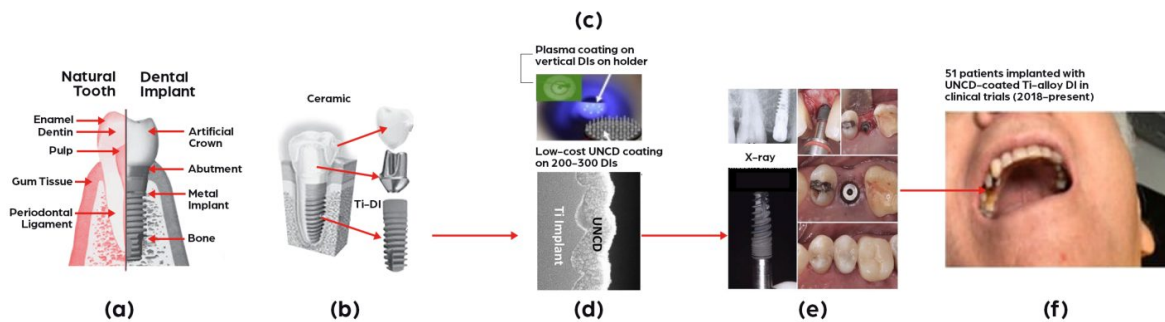 (c)
Natural
Tooth
Dental
Implant
Enamel
Dentin
Pulp
Gum Tissue
Periodontal
Ligament
Artificial
Crown
Abutment
Metal
Implant
Bone
(a)
Ceramic
Ti-DI
(b)
Plasma coating on
vertical DIs on holder
Low-cost UNCD coating
on 200-300 DIs
Ti Implant
UNCD
(d)
X-ray
(e)
51 patients implanted with
UNCD-coated Ti-alloy DI in
clinical trials (2018-present)
(f)